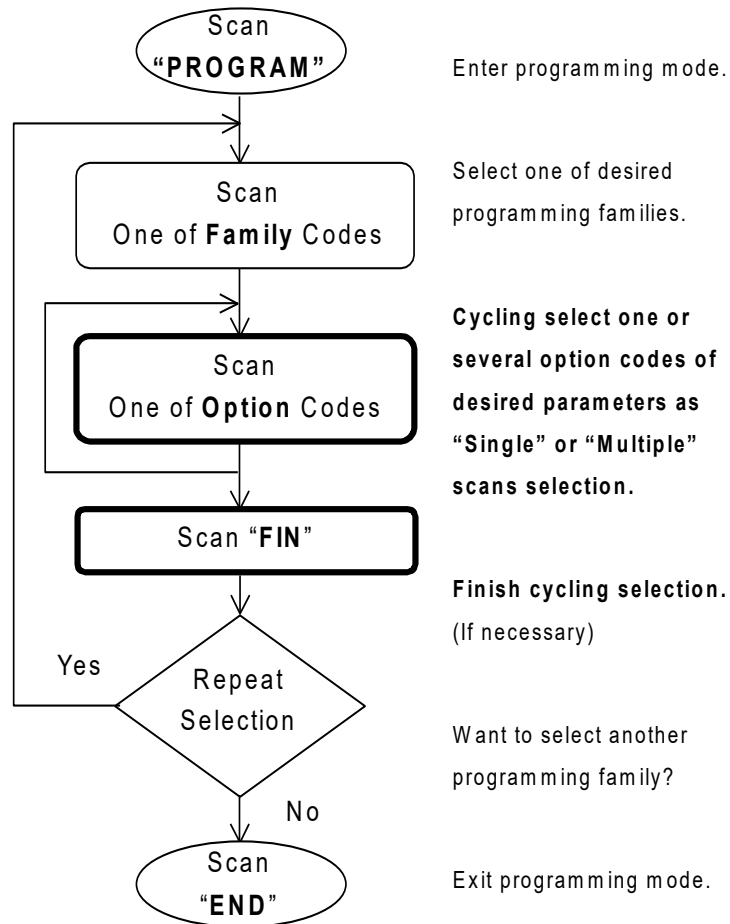 Scan
“PROGRAM”
Enter programming mode.
Scan
One of Family Codes
Select one of desired
programming families.
Scan
One of Option Codes
Cycling select one or
several option codes of
desired parameters as
“Single” or “Multiple”
scans selection.
Scan “FIN”
Finish cycling selection.
(If necessary)
Yes
Repeat
Selection
Want to select another
programming family?
No
Scan
“END”
Exit programming mode.